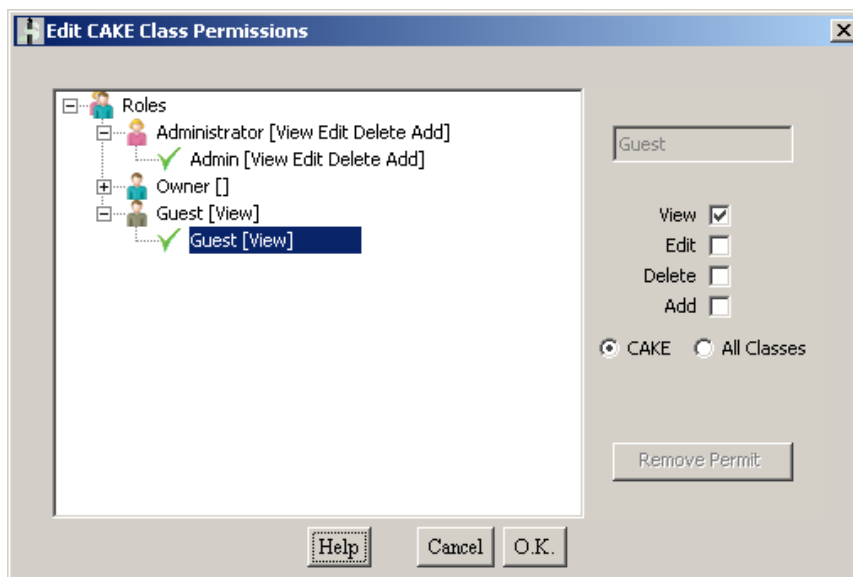 Edit CAKE Class Permissions
Roles
Administrator [View Edit Delete Add]
Admin [View Edit Delete Add]
Owner []
Guest [View]
Guest [View]
Guest
View
Edit
Delete
Add
CAKE All Classes
Remove Permit
Help Cancel O.K.